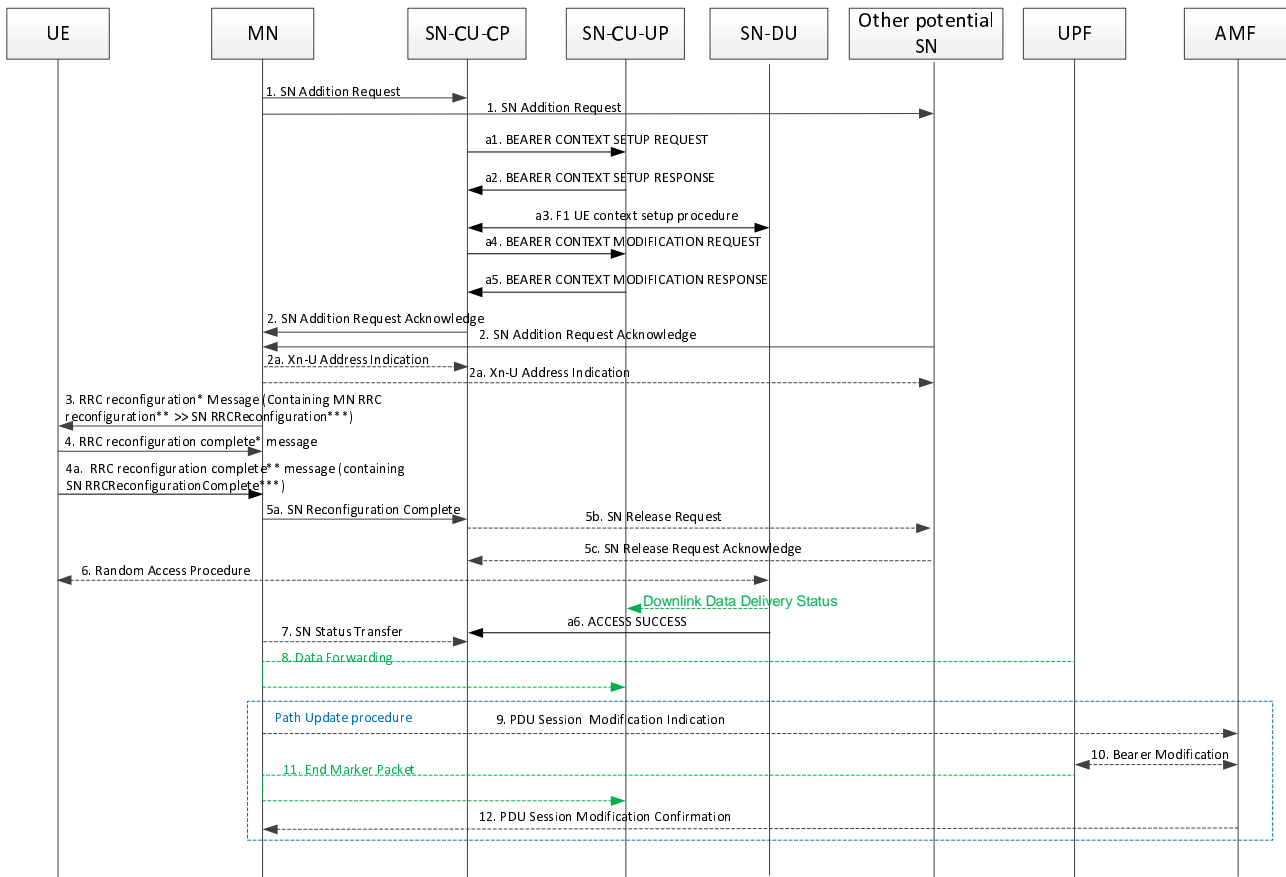 UE
MN
SN-CU-CP
SN-CU-UP
SN-DU
Other potential
SN
UPF
AMF
1. SN Addition Request
1. SN Addition Request
a1. BEARER CONTEXT SETUP REQUEST
a2. BEARER CONTEXT SETUP RESPONSE
a3. F1 UE context setup procedure
a4. BEARER CONTEXT MODIFICATION REQUEST
a5. BEARER CONTEXT MODIFICATION RESPONSE
2. SN Addition Request Acknowledge
2. SN Addition Request Acknowledge
2a. Xn-U Address Indication
2a. Xn-U Address Indication
3. RRC reconfiguration* Message (Containing MN RRC
reconfiguration** >> SN RRCReconfiguration***)
4. RRC reconfiguration complete* message
4a. RRC reconfiguration complete** message (containing
SN RRCReconfigurationComplete***)
5a. SN Reconfiguration Complete
5b. SN Release Request
5c. SN Release Request Acknowledge
6. Random Access Procedure
Downlink Data Delivery Status
a6. ACCESS SUCCESS
7. SN Status Transfer
8. Data Forwarding
Path Update procedure
9. PDU Session Modification Indication
10. Bearer Modification
11. End Marker Packet
12. PDU Session Modification Confirmation